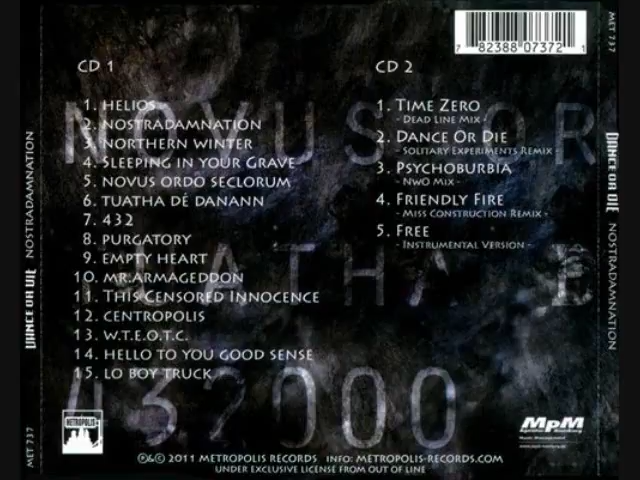 CD 1
1. HELIOS
2. NOSTRADAMNATION
3. NORTHERN WINTER
4. SLEEPING IN YOUR GRAVE
5. NOVUS ORDO SECLORUM
6. TUATHA DÉ DANANN
7. 432
8. PURGATORY
9. EMPTY HEART
10. MR.ARMAGEDDON
11. THIS CENSORED INNOCENCE
12. CENTROPOLIS
13. W.T.E.O.T.C.
14. HELLO TO YOU GOOD SENSE
15. LO BOY TRUCK
CD 2
1. TIME ZERO
- DEAD LINE MIX -
2. DANCE OR DIE
- SOLITARY EXPERIMENTS REMIX -
3. PSYCHOBURBIA
- NWO MIX -
4. FRIENDLY FIRE
- MISS CONSTRUCTION REMIX -
5. FREE
- INSTRUMENTAL VERSION -
7 82388 07372 1
MET 737
DANCE OR DIE NOSTRADAMNATION
DANCE OR DIE NOSTRADAMNATION
MET 737
NOVUS OR
432000
METROPOLIS
MPM
℗&© 2011 METROPOLIS RECORDS INFO: METROPOLIS-RECORDS.COM
UNDER EXCLUSIVE LICENSE FROM OUT OF LINE